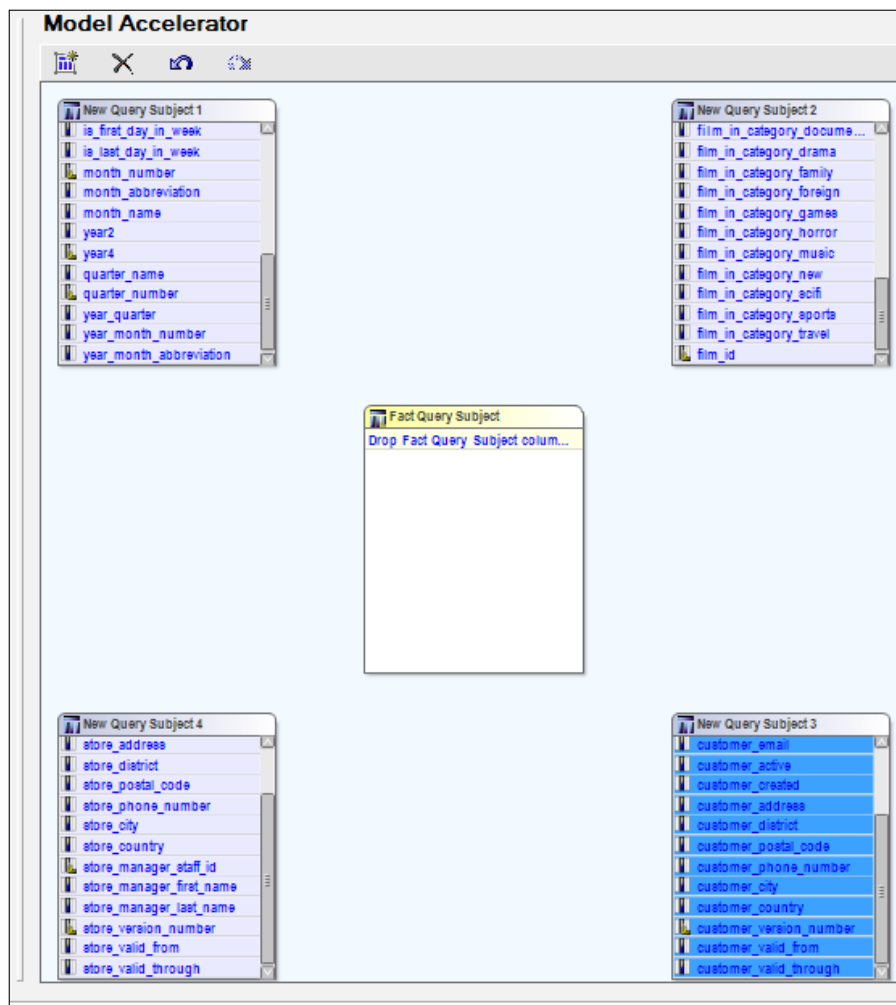 Model Accelerator
New Query Subject 1
is_first_day_in_week
is_last_day_in_week
month_number
month_abbreviation
month_name
year2
year4
quarter_name
quarter_number
year_quarter
year_month_number
year_month_abbreviation
New Query Subject 2
film_in_category_docume...
film_in_category_drama
film_in_category_family
film_in_category_foreign
film_in_category_games
film_in_category_horror
film_in_category_music
film_in_category_new
film_in_category_scifi
film_in_category_sports
film_in_category_travel
film_id
Fact Query Subject
Drop Fact Query Subject colum...
New Query Subject 4
store_address
store_district
store_postal_code
store_phone_number
store_city
store_country
store_manager_staff_id
store_manager_first_name
store_manager_last_name
store_version_number
store_valid_from
store_valid_through
New Query Subject 3
customer_email
customer_active
customer_created
customer_address
customer_district
customer_postal_code
customer_phone_number
customer_city
customer_country
customer_version_number
customer_valid_from
customer_valid_through